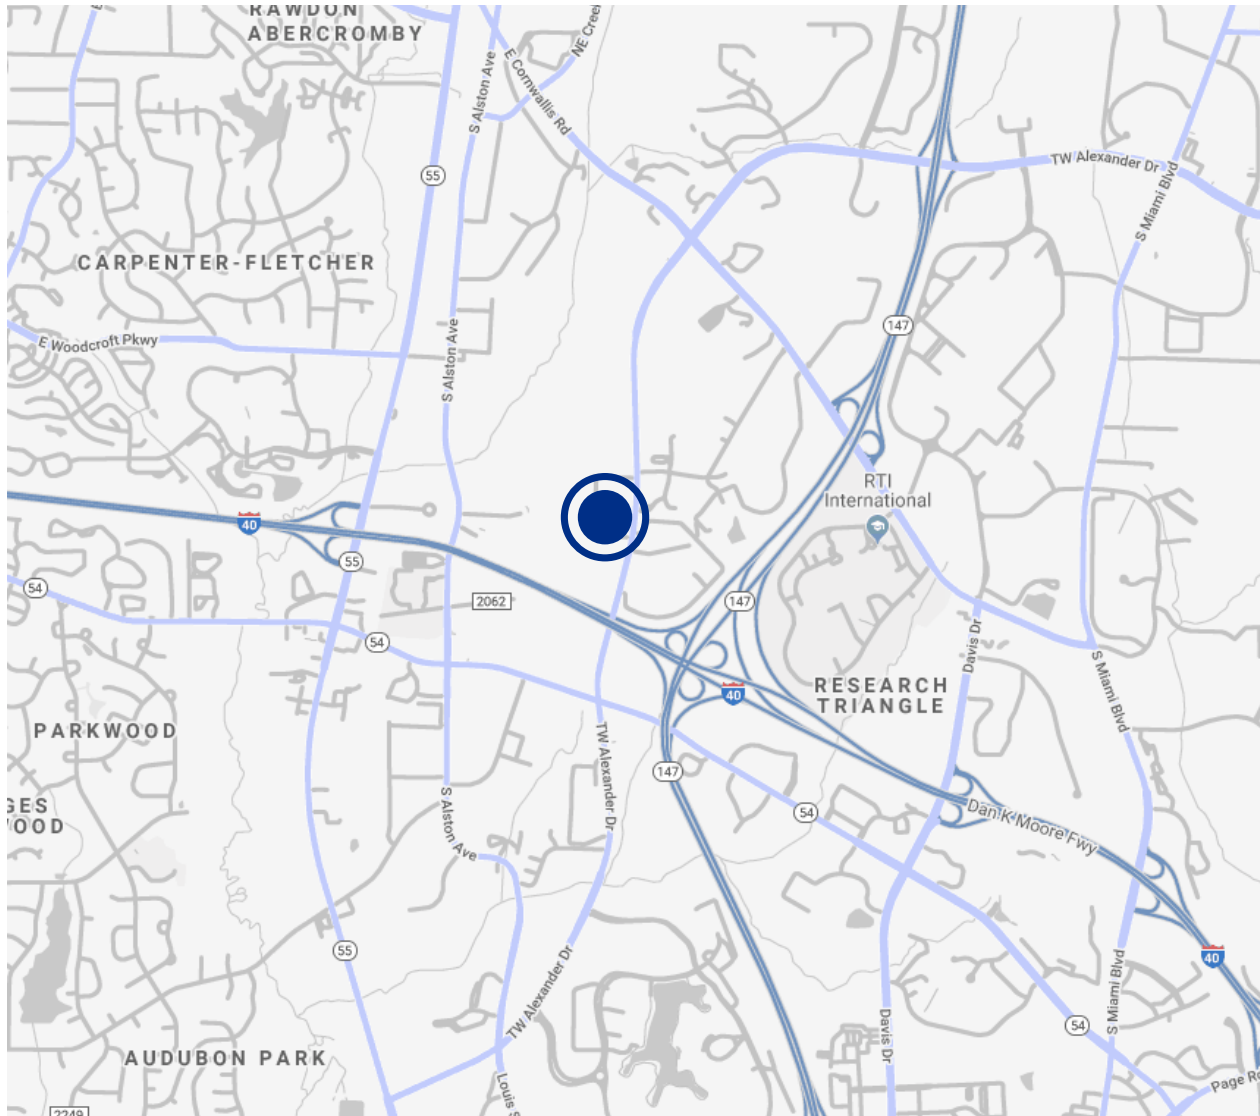 RAWDON
ABERCROMBY
NE Creek
S Alston Ave
E Cornwallis Rd
TW Alexander Dr
55
S Miami Blvd
CARPENTER-FLETCHER
147
E Woodcroft Pkwy
S Alston Ave
RTI
International
40
55
54
2062
147
54
Davis Dr
RESEARCH
TRIANGLE
40
S Miami Blvd
PARKWOOD
TW Alexander Dr
147
GES
OOD
S Alston Ave
54
Dan K Moore Fwy
55
TW Alexander Dr
40
S Miami Blvd
54
Davis Dr
AUDUBON PARK
Louis S
Page Ro
2249